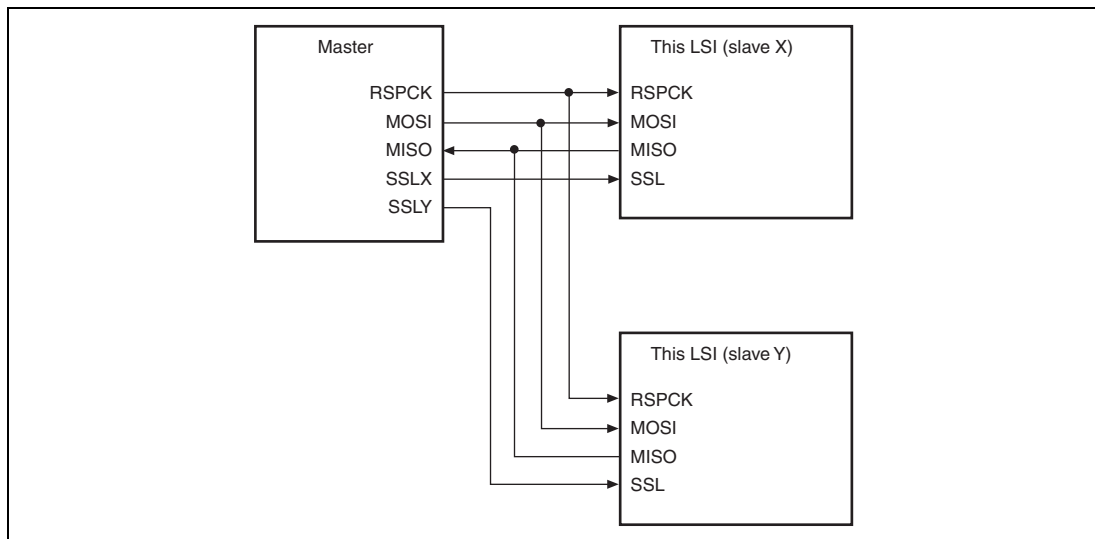 Master
RSPCK
MOSI
MISO
SSLX
SSLY
This LSI (slave X)
RSPCK
MOSI
MISO
SSL
This LSI (slave Y)
RSPCK
MOSI
MISO
SSL